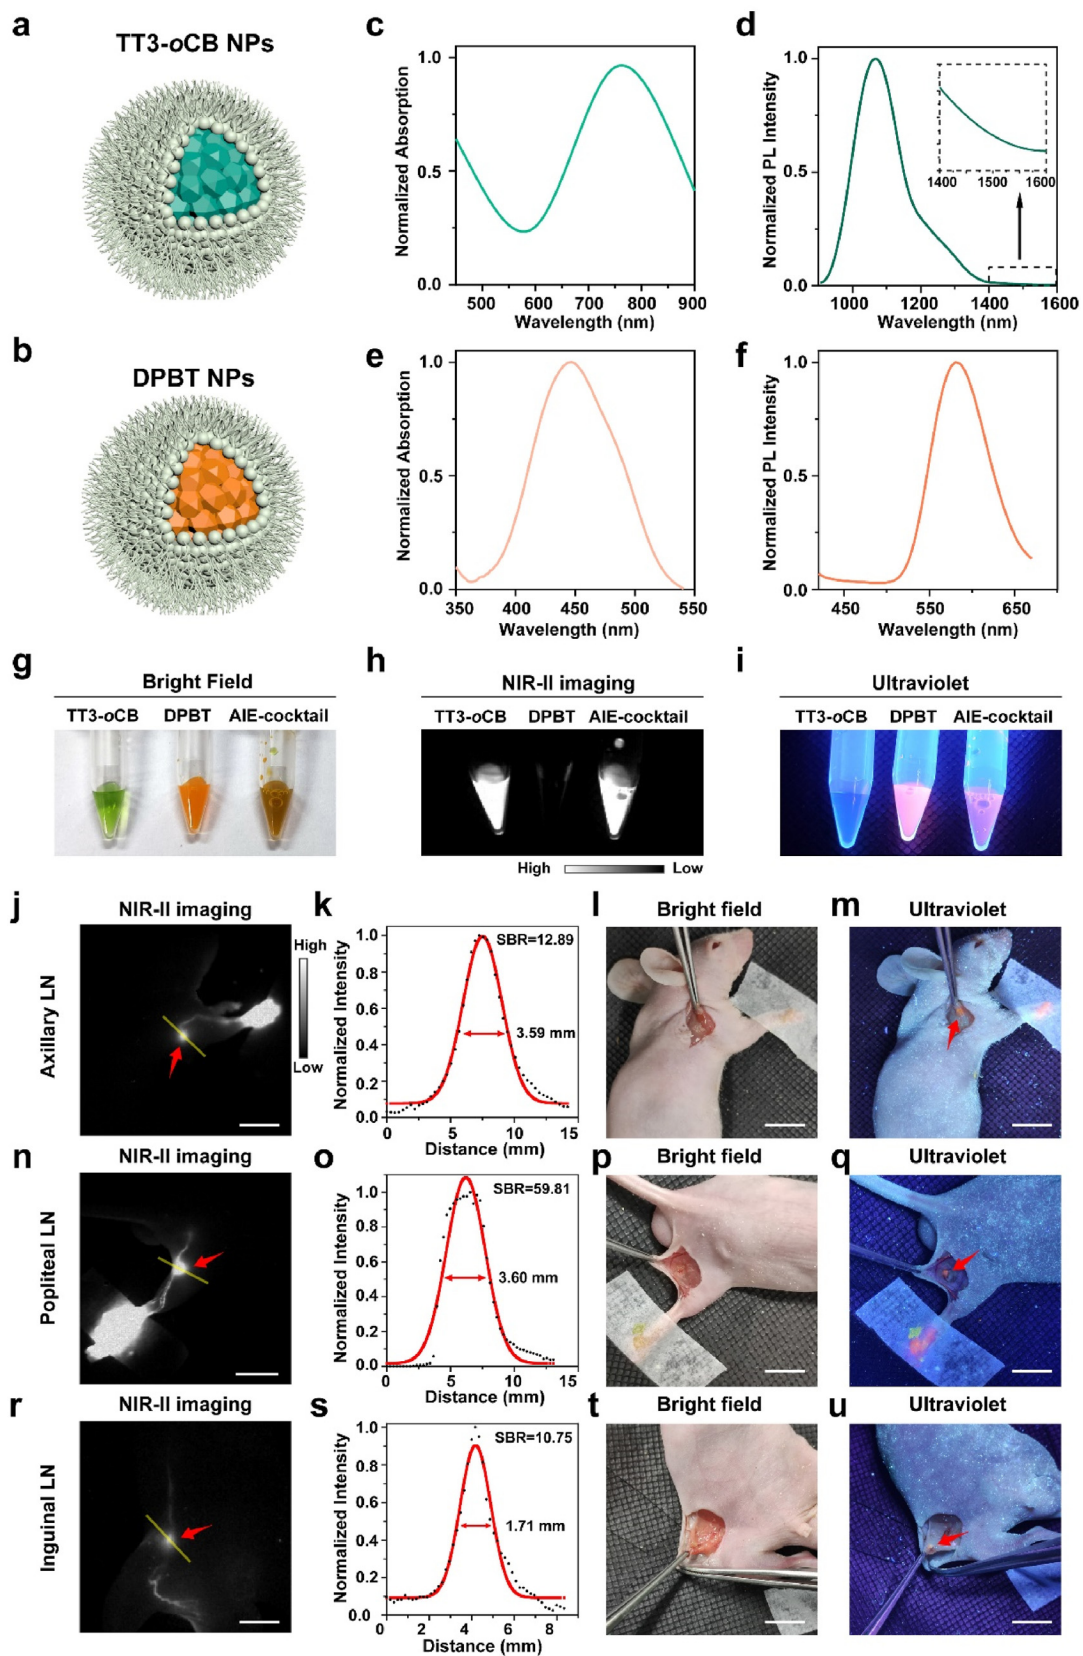 a
TT3-oCB NPs
b
DPBT NPs
c
Normalized Absorption
1.0
0.5
0.0
500 600 700 800 900
Wavelength (nm)
d
Normalized PL Intensity
1.0
0.5
0.0
1400 1500 1600
1000 1200 1400 1600
Wavelength (nm)
e
Normalized Absorption
1.0
0.5
0.0
350 400 450 500 550
Wavelength (nm)
f
Normalized PL Intensity
1.0
0.5
0.0
450 550 650
Wavelength (nm)
g
Bright Field
TT3-oCB DPBT AIE-cocktail
h
NIR-II imaging
TT3-oCB DPBT AIE-cocktail
High Low
i
Ultraviolet
TT3-oCB DPBT AIE-cocktail
Axillary LN
j
NIR-II imaging
High
Low
k
Normalized Intensity
1.0
0.8
0.6
0.4
0.2
0.0
SBR=12.89
3.59 mm
0 5 10 15
Distance (mm)
l
Bright field
m
Ultraviolet
Popliteal LN
n
NIR-II imaging
o
Normalized Intensity
1.0
0.8
0.6
0.4
0.2
0.0
SBR=59.81
3.60 mm
0 5 10 15
Distance (mm)
p
Bright field
q
Ultraviolet
Inguinal LN
r
NIR-II imaging
s
Normalized Intensity
1.0
0.8
0.6
0.4
0.2
0.0
SBR=10.75
1.71 mm
0 2 4 6 8
Distance (mm)
t
Bright field
u
Ultraviolet